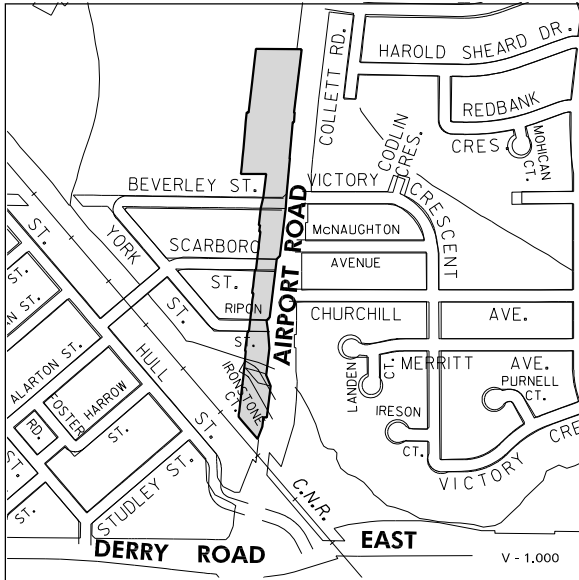 HAROLD SHEARD DR.
COLLETT RD.
REDBANK
CRES.
MOHICAN
CT.
CODLIN
CRES.
BEVERLEY ST.
VICTORY
CRESCENT
McNAUGHTON
AVENUE
YORK
ST.
SCARBORO
ST.
RIPON
ST.
AIRPORT ROAD
CHURCHILL AVE.
MERRITT AVE.
LANDEN
CT.
PURNELL
CT.
IRESON
CT.
VICTORY CRE
IRONSTONE
CT.
HULL
ST.
ST.
ST.
AN ST.
ALARTON ST.
HARROW
ST.
FOSTER
RD.
ST.
ST.
STUDLEY ST.
C.N.R.
DERRY ROAD EAST
V - 1.000